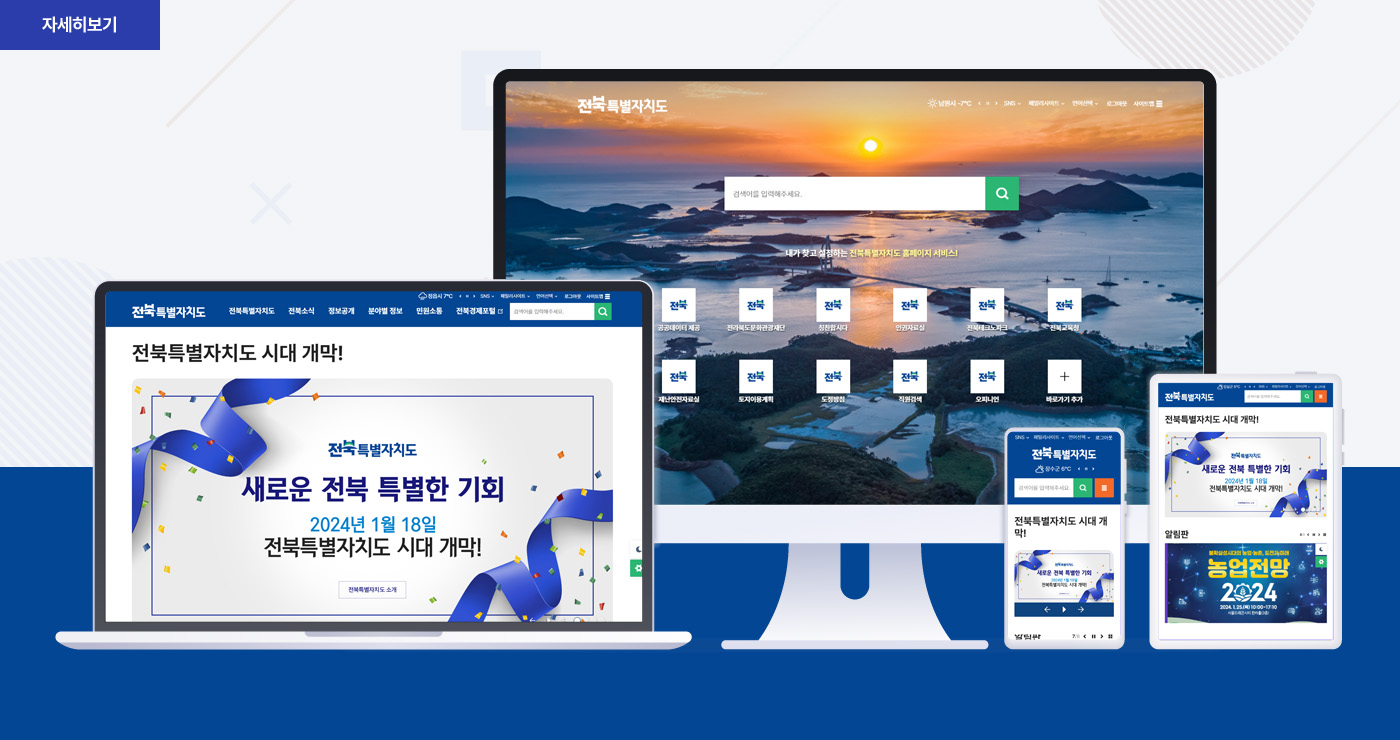 자세히보기
전북특별자치도
남원시 -7℃ SNS 패밀리사이트 언어선택 로그아웃 사이트맵
검색어를 입력해주세요.
내가 찾고 설정하는 전북특별자치도 홈페이지 서비스!
전북 전북 전북 전북 전북 전북
공공데이터 제공 전라북도문화관광재단 칭찬합시다 인권자료실 전북테크노파크 전북교육청
전북 전북 전북 전북 전북
재난안전자료실 토지이용계획 도정방침 직원검색 오피니언 바로가기 추가
정읍시 7℃ SNS 패밀리사이트 언어선택 로그아웃 사이트맵
전북특별자치도 전북특별자치도 전북소식 정보공개 분야별 정보 민원소통 전북경제포털 검색어를 입력해주세요.
전북특별자치도 시대 개막!
전북특별자치도
새로운 전북 특별한 기회
2024년 1월 18일
전북특별자치도 시대 개막!
전북특별자치도 소개
SNS 패밀리사이트 언어선택 로그아웃
전북특별자치도
장수군 6℃
검색어를 입력해주세요
전북특별자치도 시대 개
막!
전북특별자치도
새로운 전북 특별한 기회
2024년 1월 18일
전북특별자치도 시대 개막!
알림판
전북특별자치도
전북특별자치도 시대 개막!
전북특별자치도
새로운 전북 특별한 기회
2024년 1월 18일
전북특별자치도 시대 개막!
알림판
농업전망
2024
2024. 1. 25.(목) 10:00~17:10